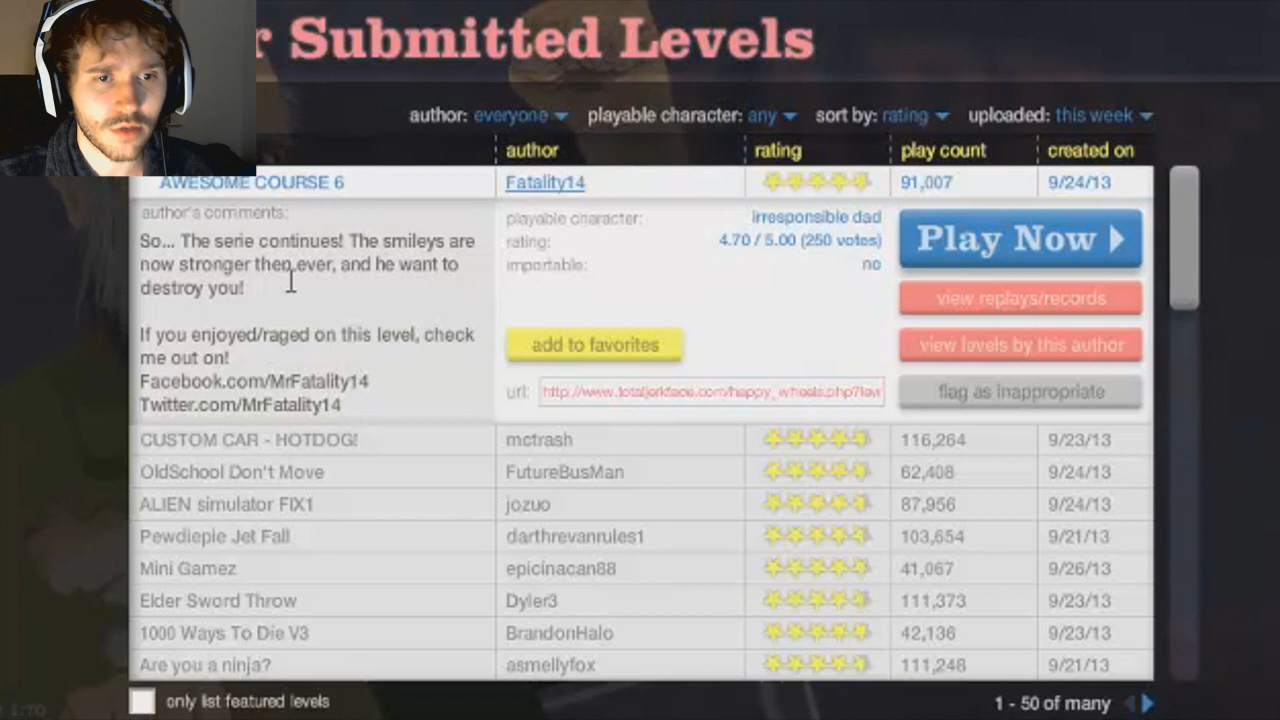 r Submitted Levels
author: everyone playable character: any sort by: rating uploaded: this week
author rating play count created on
AWESOME COURSE 6 Fatality14 91,007 9/24/13
author's comments:
So... The serie continues! The smileys are
now stronger then ever, and he want to
destroy you!
If you enjoyed/raged on this level, check
me out on!
Facebook.com/MrFatality14
Twitter.com/MrFatality14
playable character: irresponsible dad
rating: 4.70 / 5.00 (250 votes)
importable: no
add to favorites
url: http://www.totaljerkface.com/happy_wheels.php?lev
Play Now
view replays/records
view levels by this author
flag as inappropriate
CUSTOM CAR - HOTDOG! mctrash 116,264 9/23/13
OldSchool Don't Move FutureBusMan 62,408 9/24/13
ALIEN simulator FIX1 jozuo 87,956 9/24/13
Pewdiepie Jet Fall darthrevanrules1 103,654 9/21/13
Mini Gamez epicinacan88 41,067 9/26/13
Elder Sword Throw Dyler3 111,373 9/23/13
1000 Ways To Die V3 BrandonHalo 42,136 9/23/13
Are you a ninja? asmellyfox 111,248 9/21/13
only list featured levels 1 - 50 of many